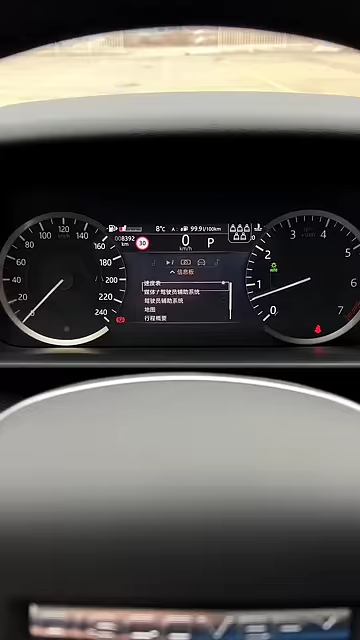 8°C A: 99.9 l/100km
008392
km
30
0
km/h
P
信息板
速度表
媒体 / 驾驶员辅助系统
驾驶员辅助系统
地图
行程概要
0
20
40
60
80
100
120
km/h
140
160
180
200
220
240
0
1
2
3
4
5
6
7
DISCOVERY